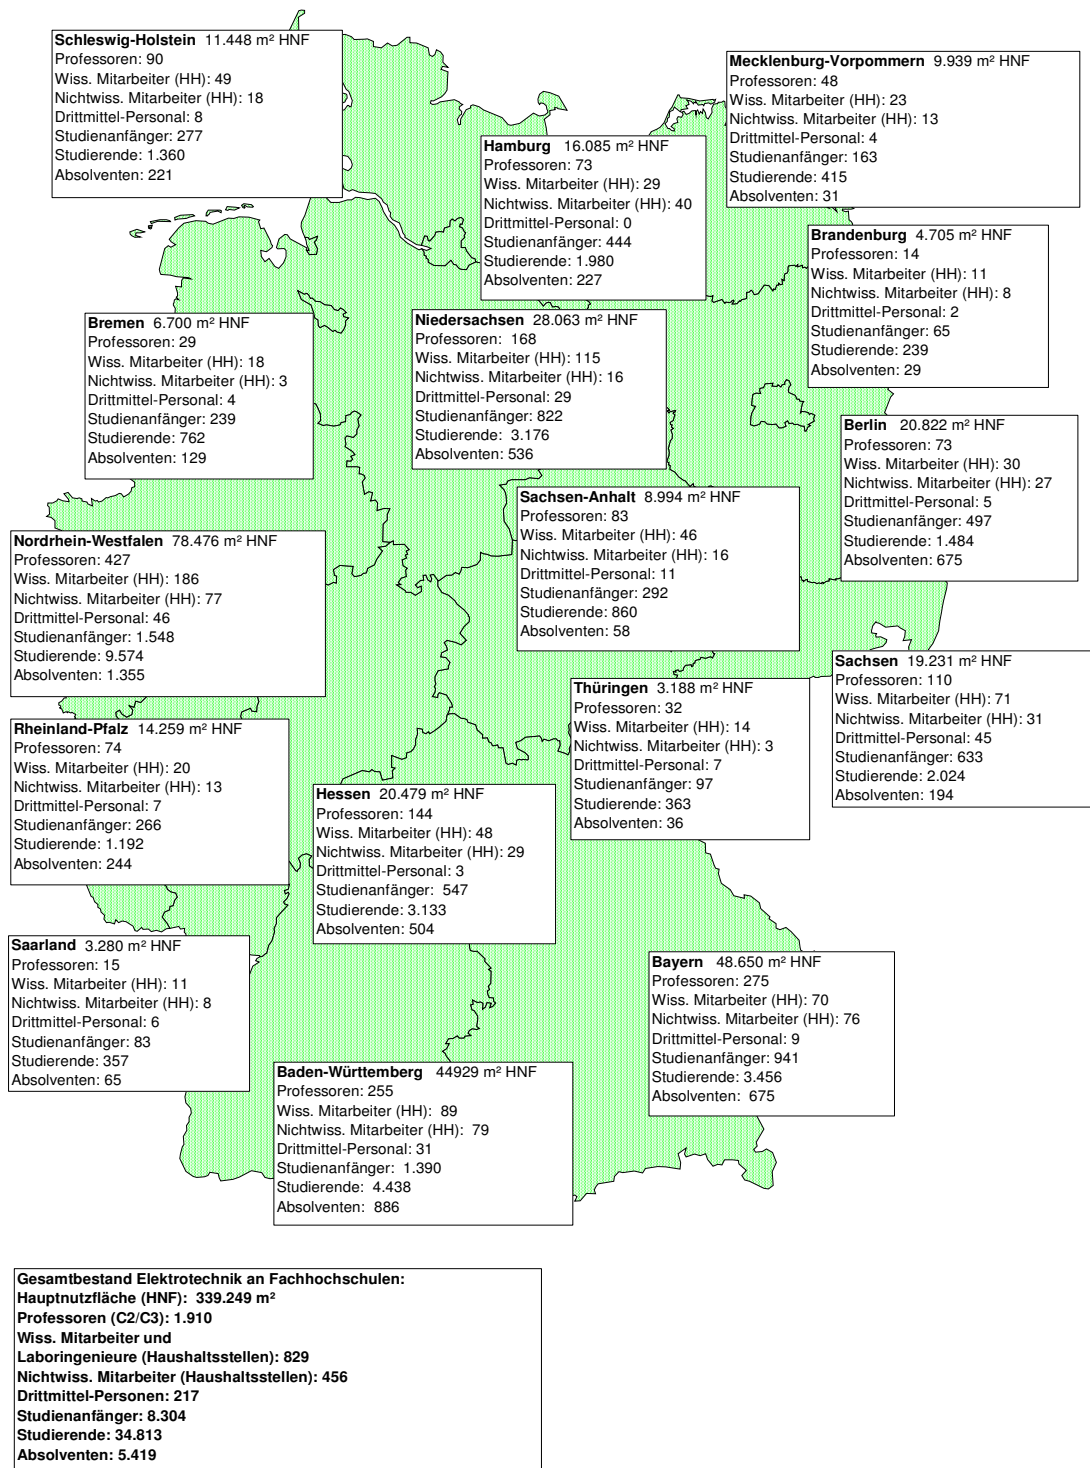 Schleswig-Holstein 11.448 m² HNF
Professoren: 90
Wiss. Mitarbeiter (HH): 49
Nichtwiss. Mitarbeiter (HH): 18
Drittmittel-Personal: 8
Studienanfänger: 277
Studierende: 1.360
Absolventen: 221
Mecklenburg-Vorpommern 9.939 m² HNF
Professoren: 48
Wiss. Mitarbeiter (HH): 23
Nichtwiss. Mitarbeiter (HH): 13
Drittmittel-Personal: 4
Studienanfänger: 163
Studierende: 415
Absolventen: 31
Hamburg 16.085 m² HNF
Professoren: 73
Wiss. Mitarbeiter (HH): 29
Nichtwiss. Mitarbeiter (HH): 40
Drittmittel-Personal: 0
Studienanfänger: 444
Studierende: 1.980
Absolventen: 227
Brandenburg 4.705 m² HNF
Professoren: 14
Wiss. Mitarbeiter (HH): 11
Nichtwiss. Mitarbeiter (HH): 8
Drittmittel-Personal: 2
Studienanfänger: 65
Studierende: 239
Absolventen: 29
Bremen 6.700 m² HNF
Professoren: 29
Wiss. Mitarbeiter (HH): 18
Nichtwiss. Mitarbeiter (HH): 3
Drittmittel-Personal: 4
Studienanfänger: 239
Studierende: 762
Absolventen: 129
Niedersachsen 28.063 m² HNF
Professoren: 168
Wiss. Mitarbeiter (HH): 115
Nichtwiss. Mitarbeiter (HH): 16
Drittmittel-Personal: 29
Studienanfänger: 822
Studierende: 3.176
Absolventen: 536
Berlin 20.822 m² HNF
Professoren: 73
Wiss. Mitarbeiter (HH): 30
Nichtwiss. Mitarbeiter (HH): 27
Drittmittel-Personal: 5
Studienanfänger: 497
Studierende: 1.484
Absolventen: 675
Sachsen-Anhalt 8.994 m² HNF
Professoren: 83
Wiss. Mitarbeiter (HH): 46
Nichtwiss. Mitarbeiter (HH): 16
Drittmittel-Personal: 11
Studienanfänger: 292
Studierende: 860
Absolventen: 58
Nordrhein-Westfalen 78.476 m² HNF
Professoren: 427
Wiss. Mitarbeiter (HH): 186
Nichtwiss. Mitarbeiter (HH): 77
Drittmittel-Personal: 46
Studienanfänger: 1.548
Studierende: 9.574
Absolventen: 1.355
Sachsen 19.231 m² HNF
Professoren: 110
Wiss. Mitarbeiter (HH): 71
Nichtwiss. Mitarbeiter (HH): 31
Drittmittel-Personal: 45
Studienanfänger: 633
Studierende: 2.024
Absolventen: 194
Thüringen 3.188 m² HNF
Professoren: 32
Wiss. Mitarbeiter (HH): 14
Nichtwiss. Mitarbeiter (HH): 3
Drittmittel-Personal: 7
Studienanfänger: 97
Studierende: 363
Absolventen: 36
Rheinland-Pfalz 14.259 m² HNF
Professoren: 74
Wiss. Mitarbeiter (HH): 20
Nichtwiss. Mitarbeiter (HH): 13
Drittmittel-Personal: 7
Studienanfänger: 266
Studierende: 1.192
Absolventen: 244
Hessen 20.479 m² HNF
Professoren: 144
Wiss. Mitarbeiter (HH): 48
Nichtwiss. Mitarbeiter (HH): 29
Drittmittel-Personal: 3
Studienanfänger: 547
Studierende: 3.133
Absolventen: 504
Saarland 3.280 m² HNF
Professoren: 15
Wiss. Mitarbeiter (HH): 11
Nichtwiss. Mitarbeiter (HH): 8
Drittmittel-Personal: 6
Studienanfänger: 83
Studierende: 357
Absolventen: 65
Bayern 48.650 m² HNF
Professoren: 275
Wiss. Mitarbeiter (HH): 70
Nichtwiss. Mitarbeiter (HH): 76
Drittmittel-Personal: 9
Studienanfänger: 941
Studierende: 3.456
Absolventen: 675
Baden-Württemberg 44929 m² HNF
Professoren: 255
Wiss. Mitarbeiter (HH): 89
Nichtwiss. Mitarbeiter (HH): 79
Drittmittel-Personal: 31
Studienanfänger: 1.390
Studierende: 4.438
Absolventen: 886
Gesamtbestand Elektrotechnik an Fachhochschulen:
Hauptnutzfläche (HNF): 339.249 m²
Professoren (C2/C3): 1.910
Wiss. Mitarbeiter und
Laboringenieure (Haushaltsstellen): 829
Nichtwiss. Mitarbeiter (Haushaltsstellen): 456
Drittmittel-Personen: 217
Studienanfänger: 8.304
Studierende: 34.813
Absolventen: 5.419